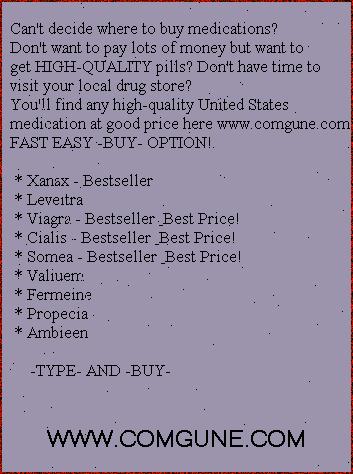 Can't decide where to buy medications?
Don't want to pay lots of money but want to
get HIGH-QUALITY pills? Don't have time to
visit your local drug store?
You'll find any high-quality United States
medication at good price here www.comgune.com
FAST EASY -BUY- OPTION!
* Xanax - Bestseller
* Leveitra
* Viagra - Bestseller Best Price!
* Cialis - Bestseller Best Price!
* Somea - Bestseller Best Price!
* Valiuem
* Fermeine
* Propecia
* Ambieen
-TYPE- AND -BUY-
WWW.COMGUNE.COM